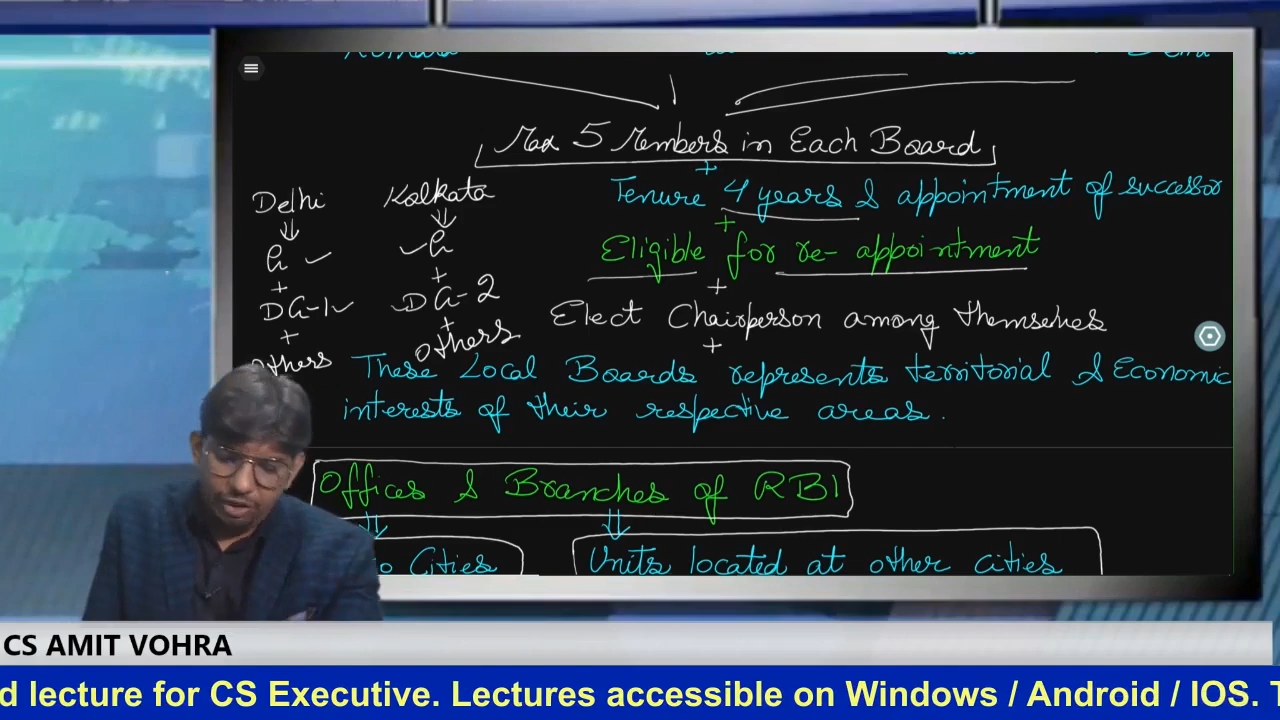 Max 5 Members in Each Board
+
Delhi
Kolkata
Tenure 4 years & appointment of successor
+
G
G
Eligible for re-appointment
+
+
+
DG-1
DG-2
Elect Chairperson among themselves
+
+
+
Others
Others
These Local Boards represents territorial & Economic
interests of their respective areas.
Offices & Branches of RBI
Cities
Units located at other cities
CS AMIT VOHRA
d lecture for CS Executive. Lectures accessible on Windows / Android / IOS. T